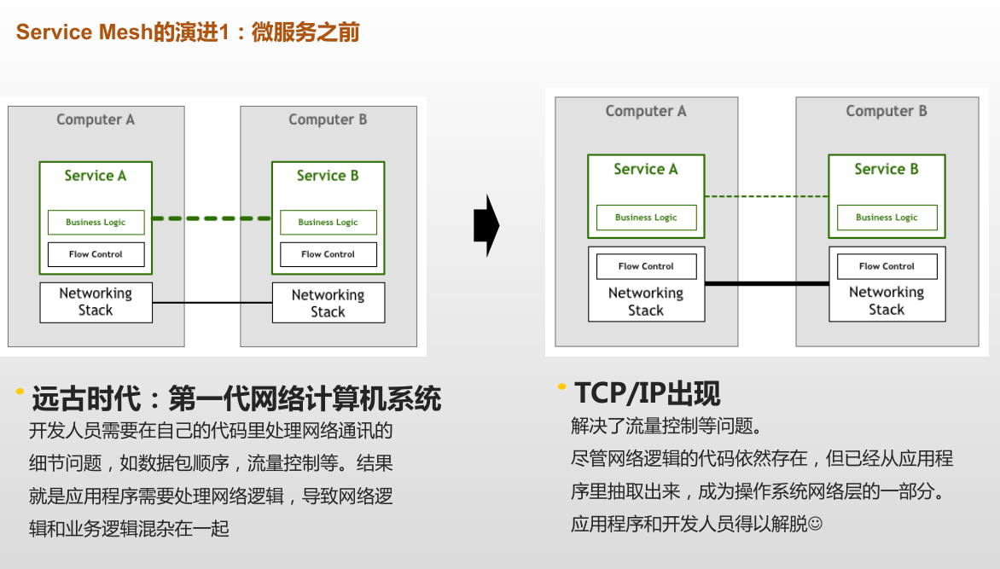 Service Mesh的演进1：微服务之前
Computer A
Computer B
Service A
Service B
Business Logic
Business Logic
Flow Control
Flow Control
Networking
Stack
Networking
Stack
Computer A
Computer B
Service A
Service B
Business Logic
Business Logic
Flow Control
Flow Control
Networking
Stack
Networking
Stack
远古时代：第一代网络计算机系统
开发人员需要在自己的代码里处理网络通讯的
细节问题，如数据包顺序，流量控制等。结果
就是应用程序需要处理网络逻辑，导致网络逻
辑和业务逻辑混杂在一起
TCP/IP出现
解决了流量控制等问题。
尽管网络逻辑的代码依然存在，但已经从应用程
序里抽取出来，成为操作系统网络层的一部分。
应用程序和开发人员得以解脱☺